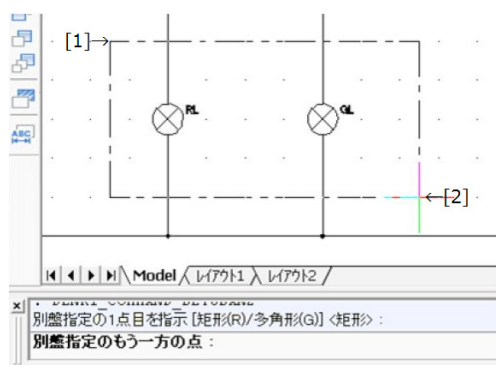 [1]→
RL
GL
ABC
←[2]
Model
レイアウト1
レイアウト2
別盤指定の1点目を指示 [矩形(R)/多角形(G)] <矩形> :
別盤指定のもう一方の点 :